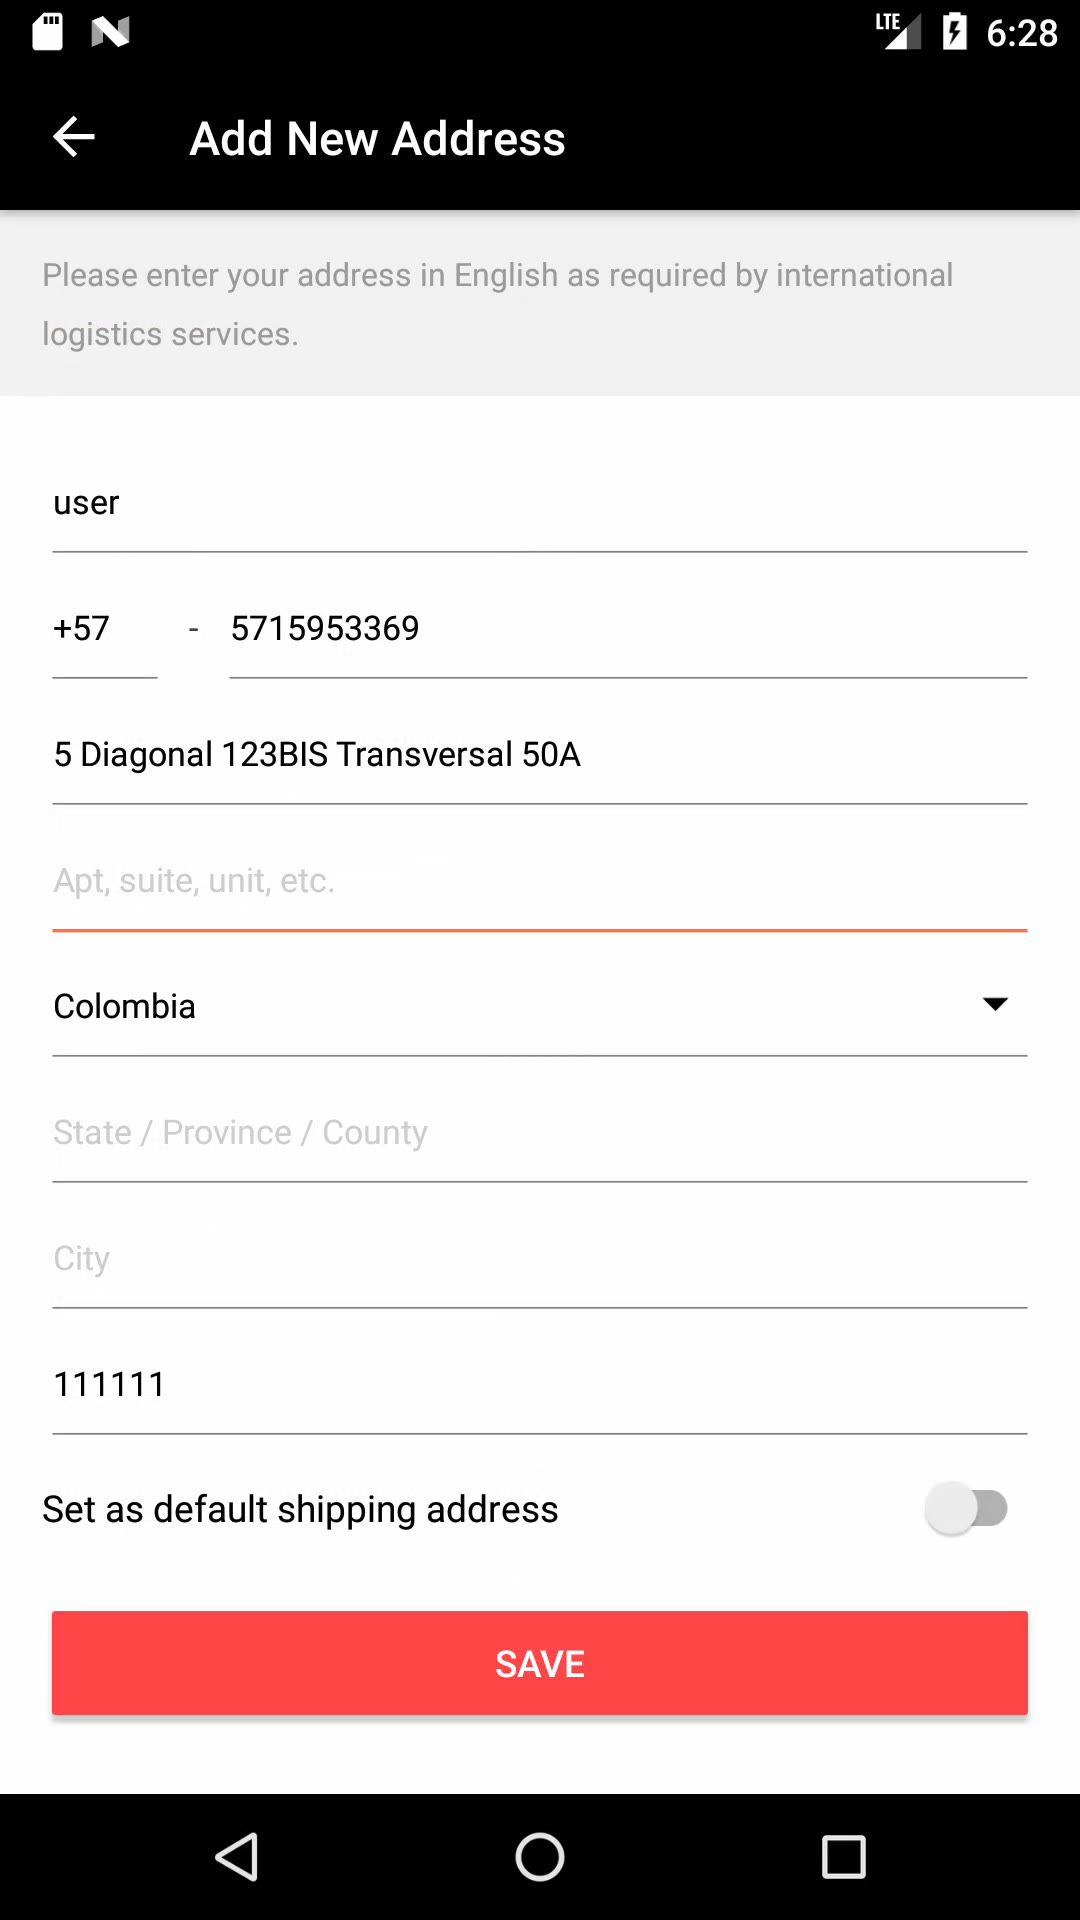 LTE 6:28
Add New Address
Please enter your address in English as required by international
logistics services.
user
+57 - 5715953369
5 Diagonal 123BIS Transversal 50A
Apt, suite, unit, etc.
Colombia
State / Province / County
City
111111
Set as default shipping address
SAVE